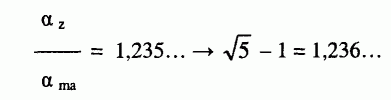 α z
= 1,235... → √5 – 1 = 1,236...
α ma